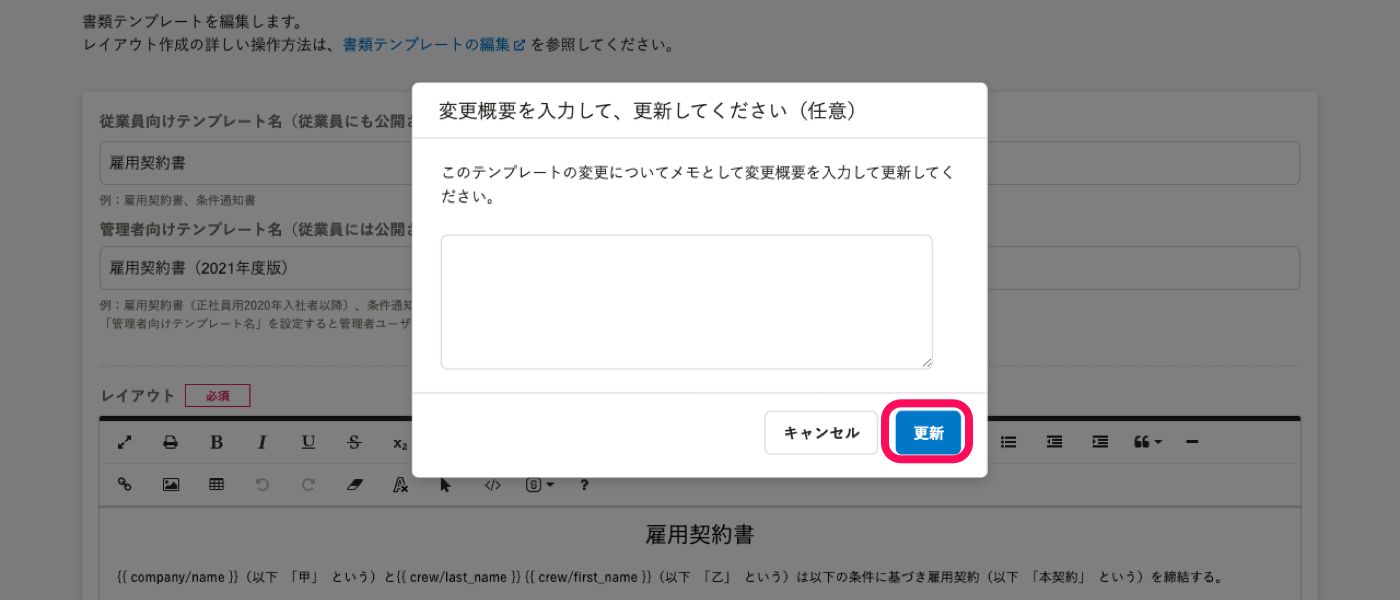 書類テンプレートを編集します。
レイアウト作成の詳しい操作方法は、書類テンプレートの編集 を参照してください。
変更概要を入力して、更新してください（任意）
従業員向けテンプレート名（従業員にも公開
このテンプレートの変更についてメモとして変更概要を入力して更新してく
ださい。
雇用契約書
例：雇用契約書、条件通知書
管理者向けテンプレート名（従業員には公開
雇用契約書（2021年度版）
例：雇用契約書（正社員用2020年入社者以降）、条件通知
「管理者向けテンプレート名」を設定すると管理者ユーザ
レイアウト 必須
キャンセル 更新
B I U S x₂
雇用契約書
{{ company/name }}（以下 「甲」 という）と{{ crew/last_name }} {{ crew/first_name }}（以下 「乙」 という）は以下の条件に基づき雇用契約（以下 「本契約」 という）を締結する。